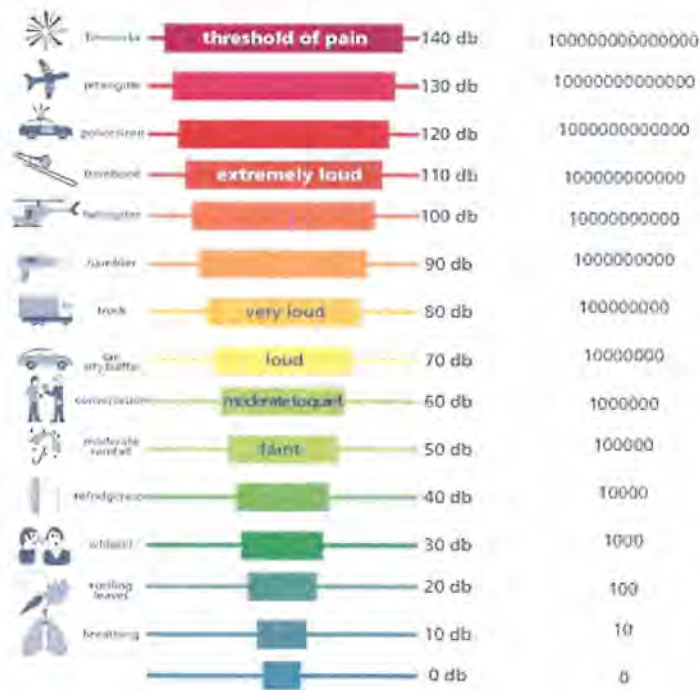 fireworks threshold of pain 140 db 100000000000000
jet engine 130 db 10000000000000
police siren 120 db 1000000000000
trombone extremely loud 110 db 100000000000
helicopter 100 db 10000000000
hairdrier 90 db 1000000000
truck very loud 80 db 100000000
car loud 70 db 10000000
city traffic
conversation moderate to quiet 60 db 1000000
moderate faint 50 db 100000
rainfall
40 db 10000
whisper 30 db 1000
rustling 20 db 100
leaves
breathing 10 db 10
0 db 0